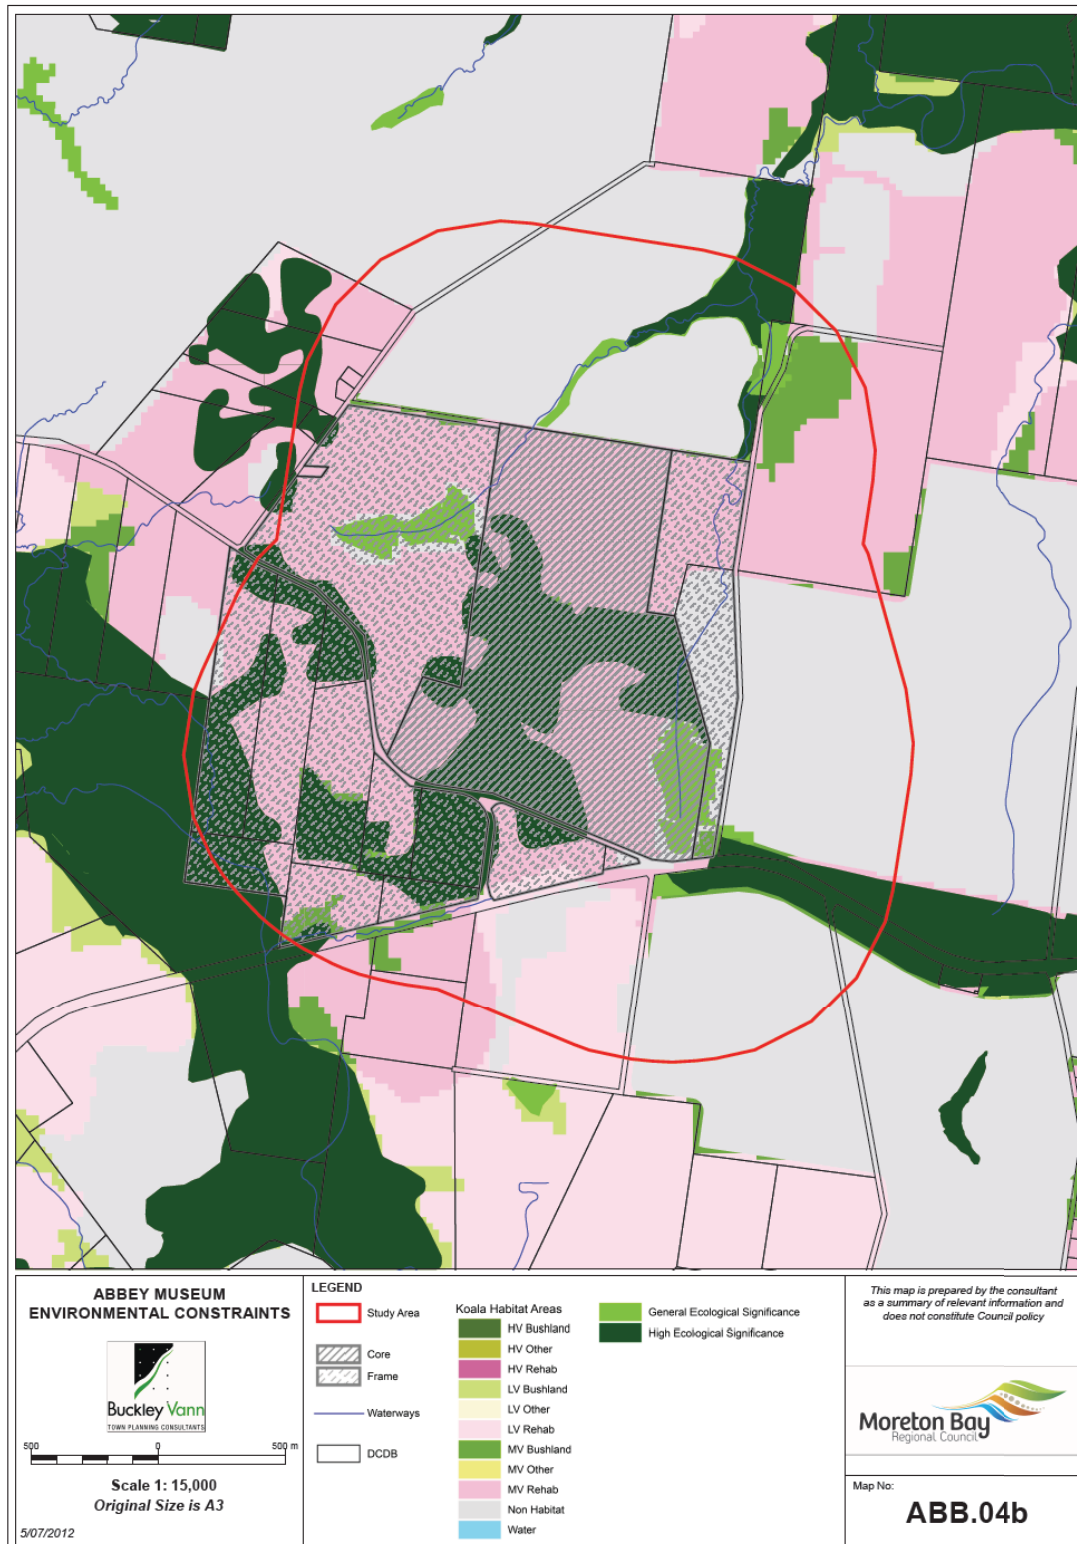 ABBEY MUSEUM
ENVIRONMENTAL CONSTRAINTS
Buckley Vann
TOWN PLANNING CONSULTANTS
500 0 500 m
Scale 1: 15,000
Original Size is A3
5/07/2012
LEGEND
Study Area
Core
Frame
Waterways
DCDB
Koala Habitat Areas
HV Bushland
HV Other
HV Rehab
LV Bushland
LV Other
LV Rehab
MV Bushland
MV Other
MV Rehab
Non Habitat
Water
General Ecological Significance
High Ecological Significance
This map is prepared by the consultant
as a summary of relevant information and
does not constitute Council policy
Moreton Bay
Regional Council
Map No:
ABB.04b